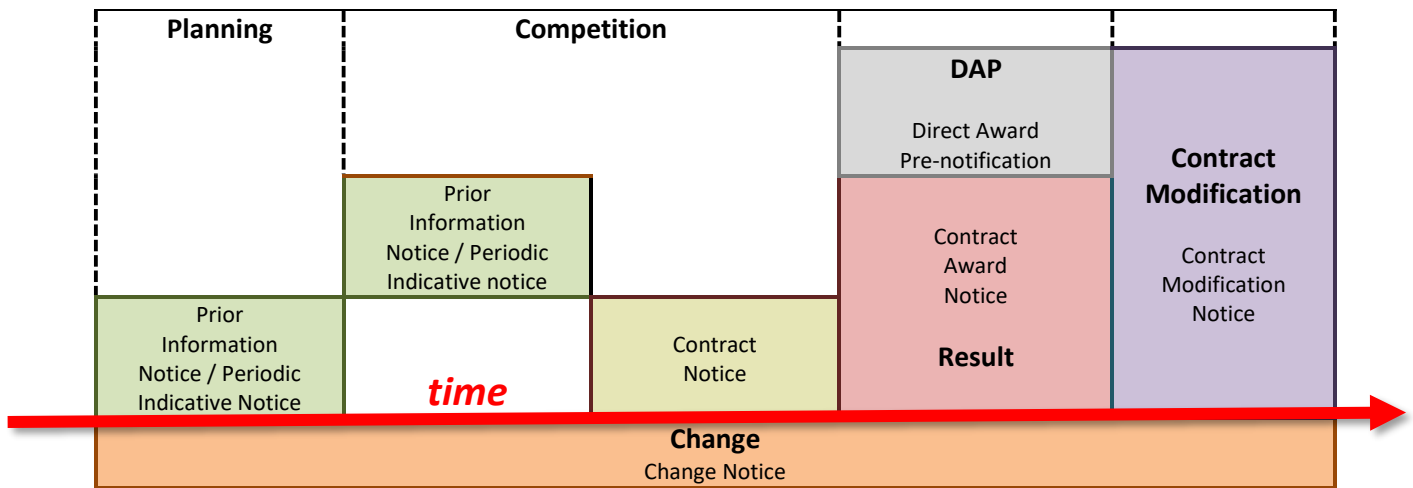 Planning
Competition
DAP
Direct Award
Pre-notification
Contract
Modification
Contract
Modification
Notice
Prior
Information
Notice / Periodic
Indicative notice
Contract
Award
Notice
Result
Prior
Information
Notice / Periodic
Indicative Notice
time
Contract
Notice
Change
Change Notice